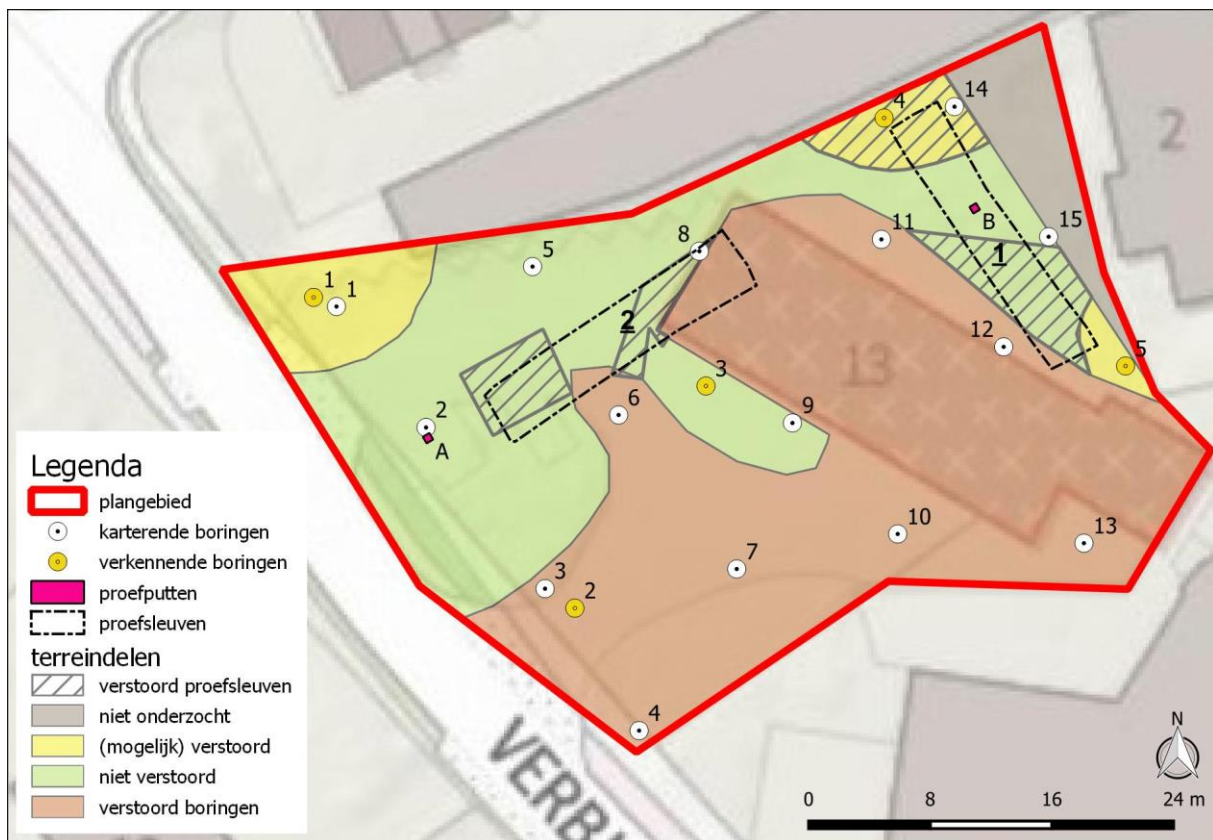 4
14
2
B
15
11
1
5
8
1
1
2
12
13
5
3
6
9
2
A
10
13
7
3
2
4
VERB
N
0 8 16 24 m
Legenda
plangebied
karterende boringen
verkennende boringen
proefputten
proefsleuven
terreindelen
verstoord proefsleuven
niet onderzocht
(mogelijk) verstoord
niet verstoord
verstoord boringen